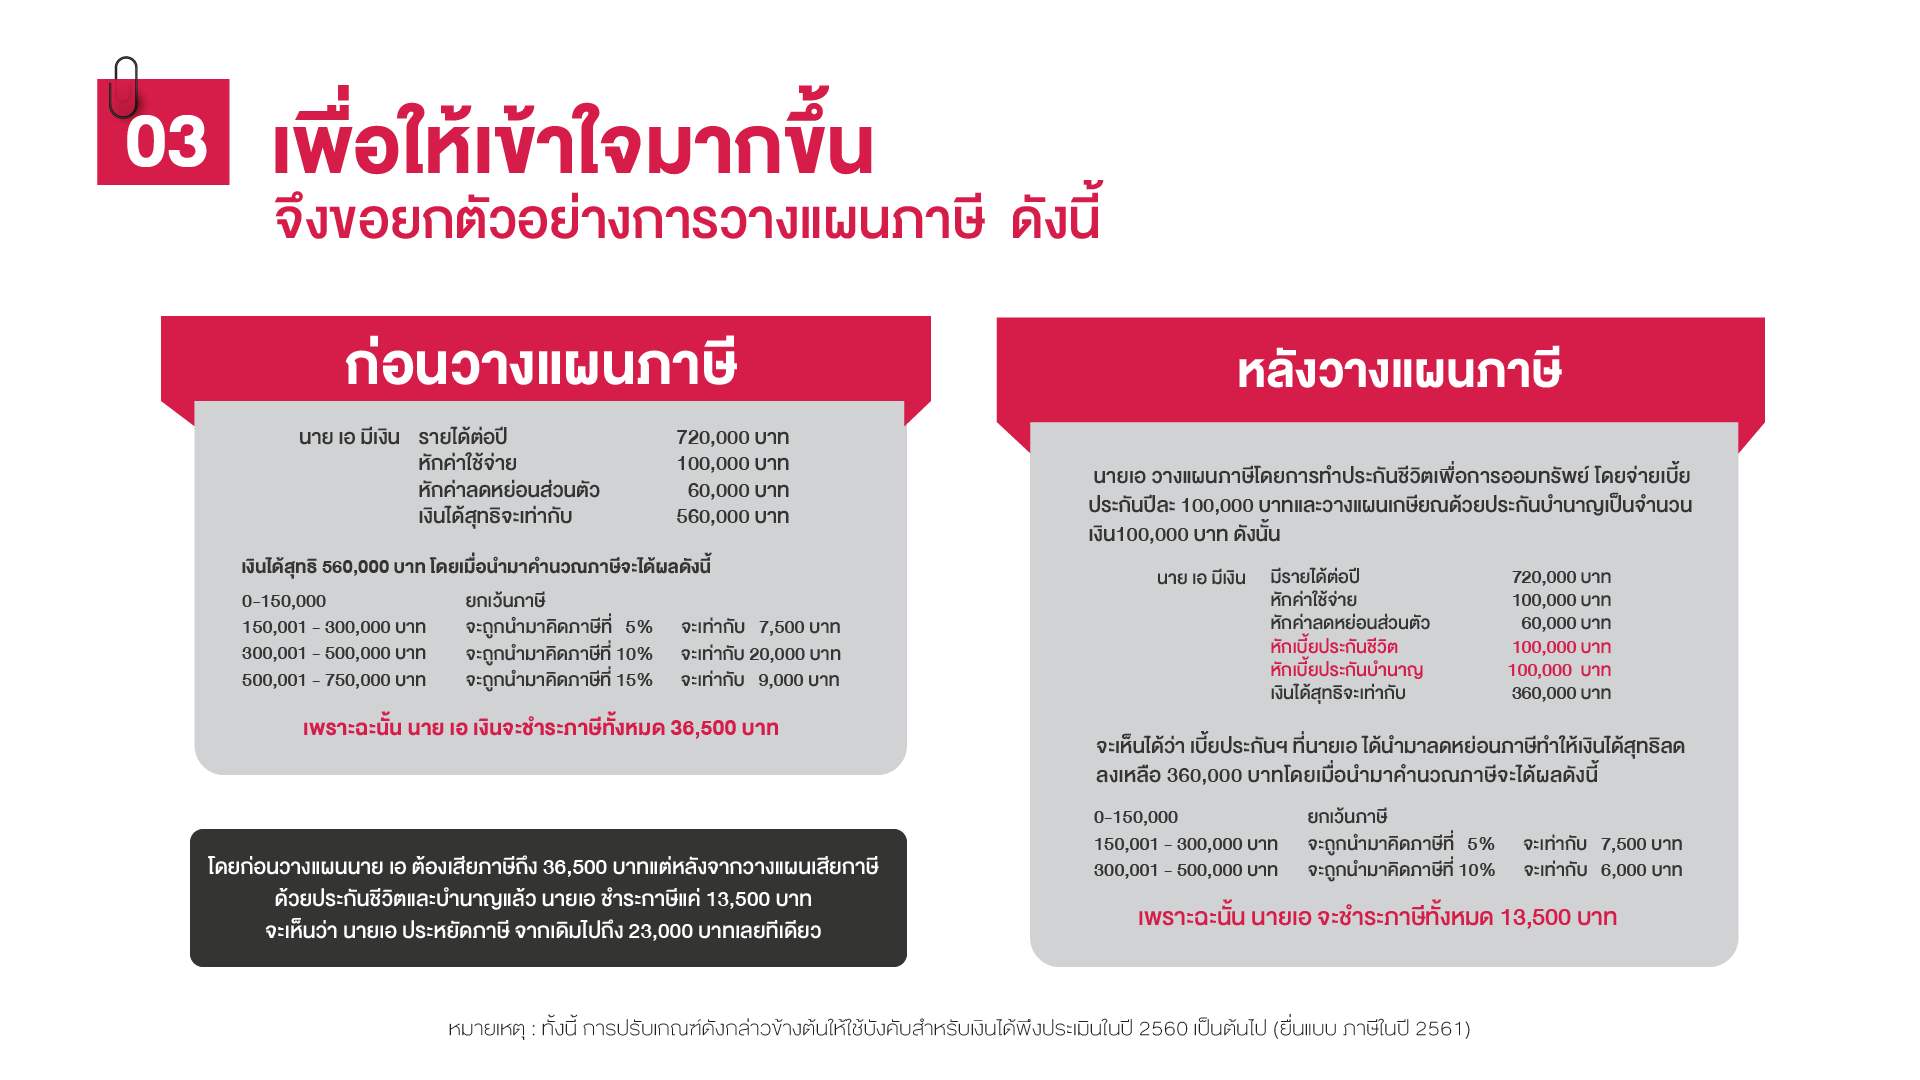 03
เพื่อให้เข้าใจมากขึ้น
จึงขอยกตัวอย่างการวางแผนภาษี ดังนี้
ก่อนวางแผนภาษี
นาย เอ มีเงิน รายได้ต่อปี 720,000 บาท
หักค่าใช้จ่าย 100,000 บาท
หักค่าลดหย่อนส่วนตัว 60,000 บาท
เงินได้สุทธิจะเท่ากับ 560,000 บาท
เงินได้สุทธิ 560,000 บาท โดยเมื่อนำมาคำนวณภาษีจะได้ผลดังนี้
0-150,000 ยกเว้นภาษี
150,001 - 300,000 บาท จะถูกนำมาคิดภาษีที่ 5% จะเท่ากับ 7,500 บาท
300,001 - 500,000 บาท จะถูกนำมาคิดภาษีที่ 10% จะเท่ากับ 20,000 บาท
500,001 - 750,000 บาท จะถูกนำมาคิดภาษีที่ 15% จะเท่ากับ 9,000 บาท
เพราะฉะนั้น นาย เอ เงินจะชำระภาษีทั้งหมด 36,500 บาท
โดยก่อนวางแผนนาย เอ ต้องเสียภาษีถึง 36,500 บาทแต่หลังจากวางแผนเสียภาษี
ด้วยประกันชีวิตและบำนาญแล้ว นายเอ ชำระภาษีแค่ 13,500 บาท
จะเห็นว่า นายเอ ประหยัดภาษี จากเดิมไปถึง 23,000 บาทเลยทีเดียว
หลังวางแผนภาษี
นายเอ วางแผนภาษีโดยการทำประกันชีวิตเพื่อการออมทรัพย์ โดยจ่ายเบี้ย
ประกันปีละ 100,000 บาทและวางแผนเกษียณด้วยประกันบำนาญเป็นจำนวน
เงิน100,000 บาท ดังนั้น
นาย เอ มีเงิน มีรายได้ต่อปี 720,000 บาท
หักค่าใช้จ่าย 100,000 บาท
หักค่าลดหย่อนส่วนตัว 60,000 บาท
หักเบี้ยประกันชีวิต 100,000 บาท
หักเบี้ยประกันบำนาญ 100,000 บาท
เงินได้สุทธิจะเท่ากับ 360,000 บาท
จะเห็นได้ว่า เบี้ยประกันฯ ที่นายเอ ได้นำมาลดหย่อนภาษีทำให้เงินได้สุทธิลด
ลงเหลือ 360,000 บาทโดยเมื่อนำมาคำนวณภาษีจะได้ผลดังนี้
0-150,000 ยกเว้นภาษี
150,001 - 300,000 บาท จะถูกนำมาคิดภาษีที่ 5% จะเท่ากับ 7,500 บาท
300,001 - 500,000 บาท จะถูกนำมาคิดภาษีที่ 10% จะเท่ากับ 6,000 บาท
เพราะฉะนั้น นายเอ จะชำระภาษีทั้งหมด 13,500 บาท
หมายเหตุ : ทั้งนี้ การปรับเกณฑ์ดังกล่าวข้างต้นให้ใช้บังคับสำหรับเงินได้พึงประเมินในปี 2560 เป็นต้นไป (ยื่นแบบ ภาษีในปี 2561)